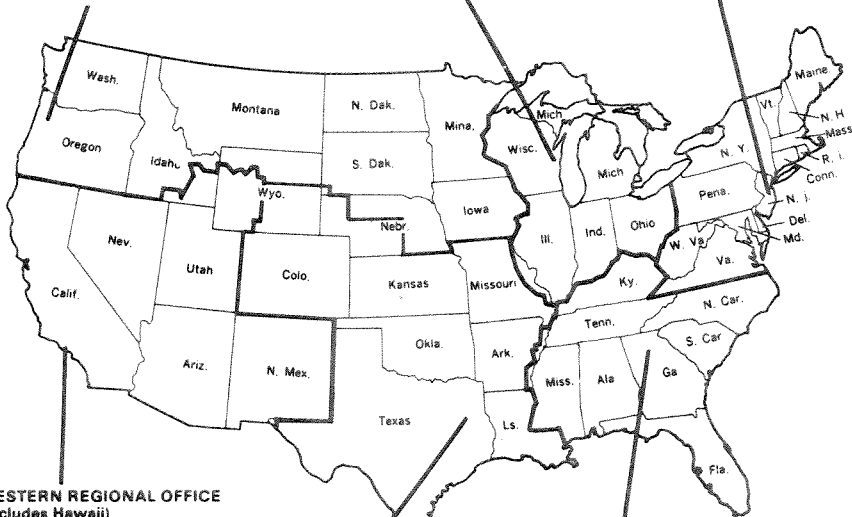 Wash.
Montana
N. Dak.
Mina.
Mich
Maine
Vt.
N. H
Mass
Oregon
Idaho
S. Dak.
Wisc.
Mich
N. Y.
R. I.
Conn.
Wyo.
Iowa
Pena.
N. J.
Nebr.
Ill.
Ind.
Ohio
Del.
Md.
Nev.
Utah
Colo.
Kansas
Missouri
W. Va
Va.
Ky.
Calif.
N. Car.
Tenn.
S. Car
Ariz.
N. Mex.
Okla.
Ark.
Miss.
Ala
Ga
Texas
Ls.
Fla.
ESTERN REGIONAL OFFICE
cludes Hawaii)